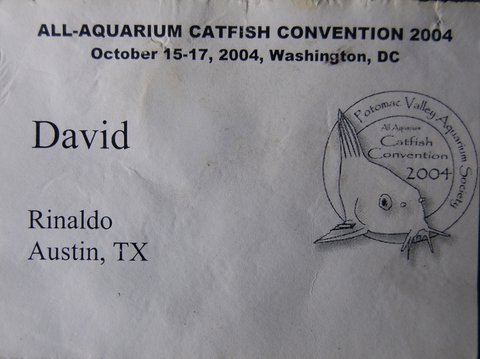 ALL-AQUARIUM CATFISH CONVENTION 2004
October 15-17, 2004, Washington, DC
David
Rinaldo
Austin, TX
Potomac Valley Aquarium Society
All Aquarium
Catfish
Convention
2004